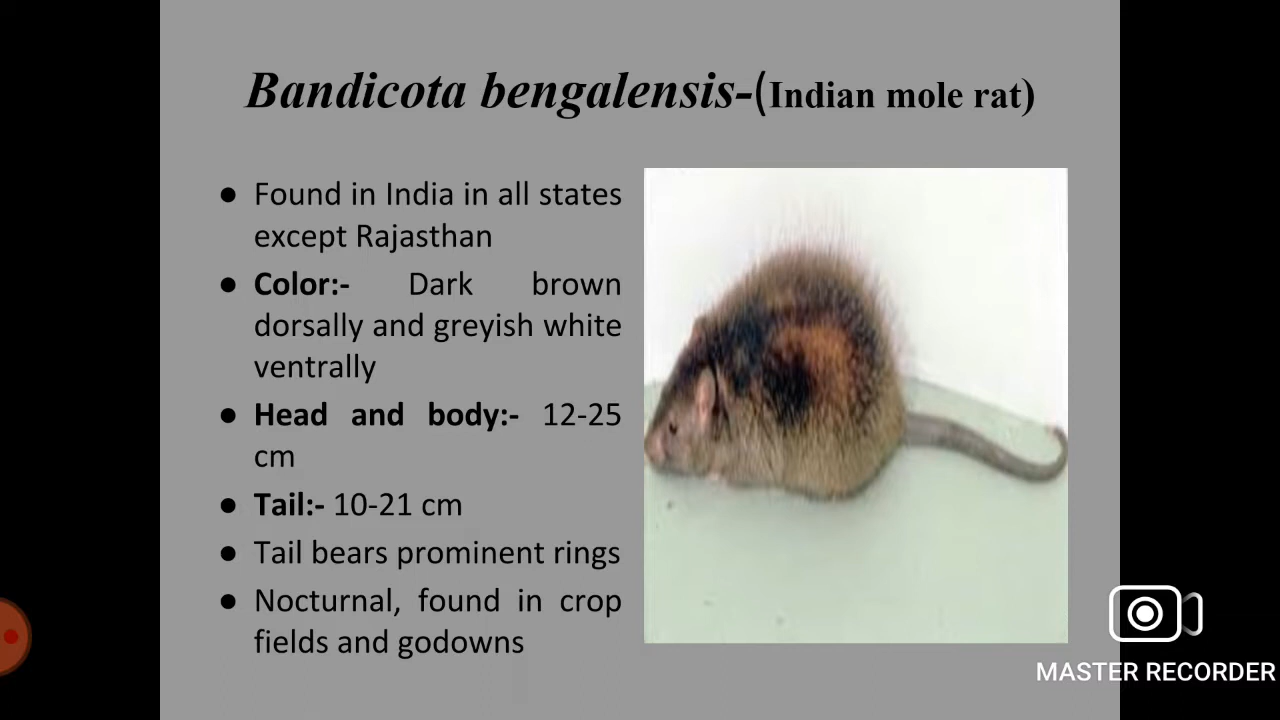 Bandicota bengalensis-(Indian mole rat)
● Found in India in all states
except Rajasthan
● Color:- Dark brown
dorsally and greyish white
ventrally
● Head and body:- 12-25
cm
● Tail:- 10-21 cm
● Tail bears prominent rings
● Nocturnal, found in crop
fields and godowns
MASTER RECORDER